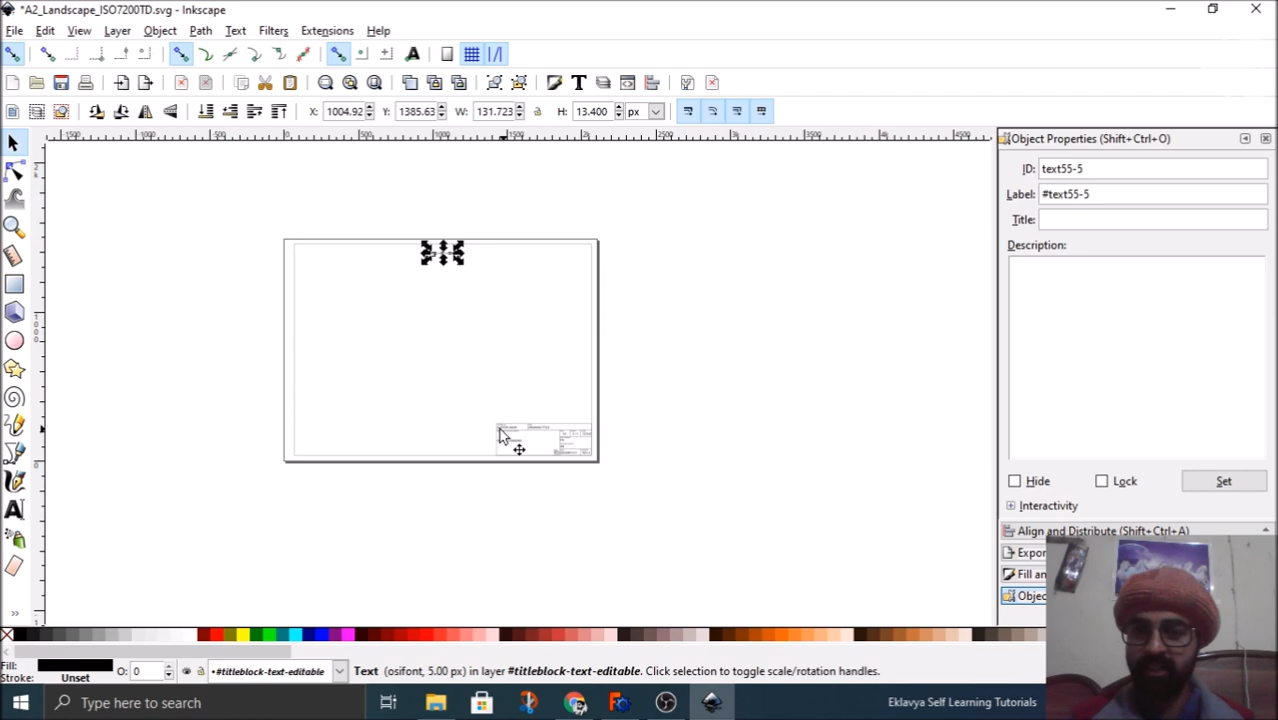 *A2_Landscape_ISO7200TD.svg - Inkscape
File Edit View Layer Object Path Text Filters Extensions Help
X: 1004.92 Y: 1385.63 W: 131.723 H: 13.400 px
Object Properties (Shift+Ctrl+O)
ID: text55-5
Label: #text55-5
Title:
Description:
Hide Lock Set
Interactivity
Align and Distribute (Shift+Ctrl+A)
Expor
Fill an
Objec
Fill:
Stroke: Unset
O: 0
•#titleblock-text-editable
Text (osifont, 5.00 px) in layer #titleblock-text-editable. Click selection to toggle scale/rotation handles.
Type here to search
Eklavya Self Learning Tutorials